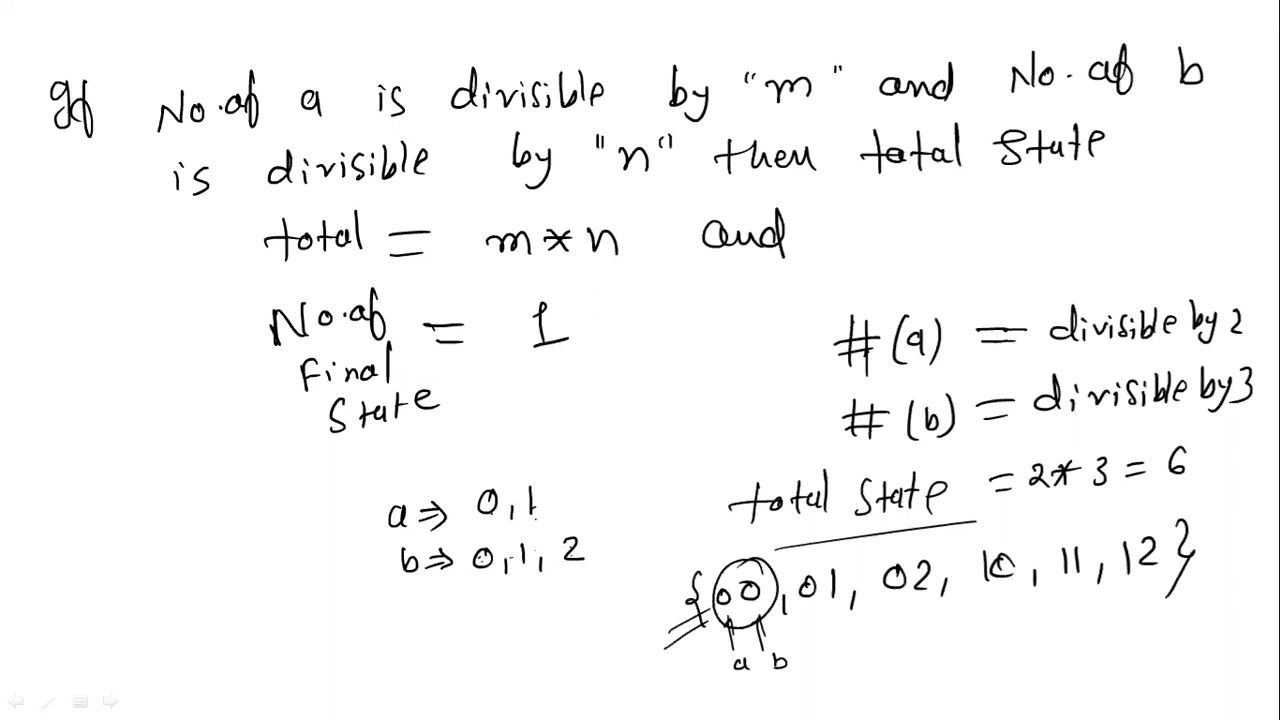 If No. of a is divisible by "m" and No. of b
is divisible by "n" then total State
total = m * n and
No. of = 1
Final
State
#(a) = divisible by 2
#(b) = divisible by 3
total State = 2 * 3 = 6
a ⇒ 0, 1
b ⇒ 0, 1, 2
{00, 01, 02, 10, 11, 12}
a b